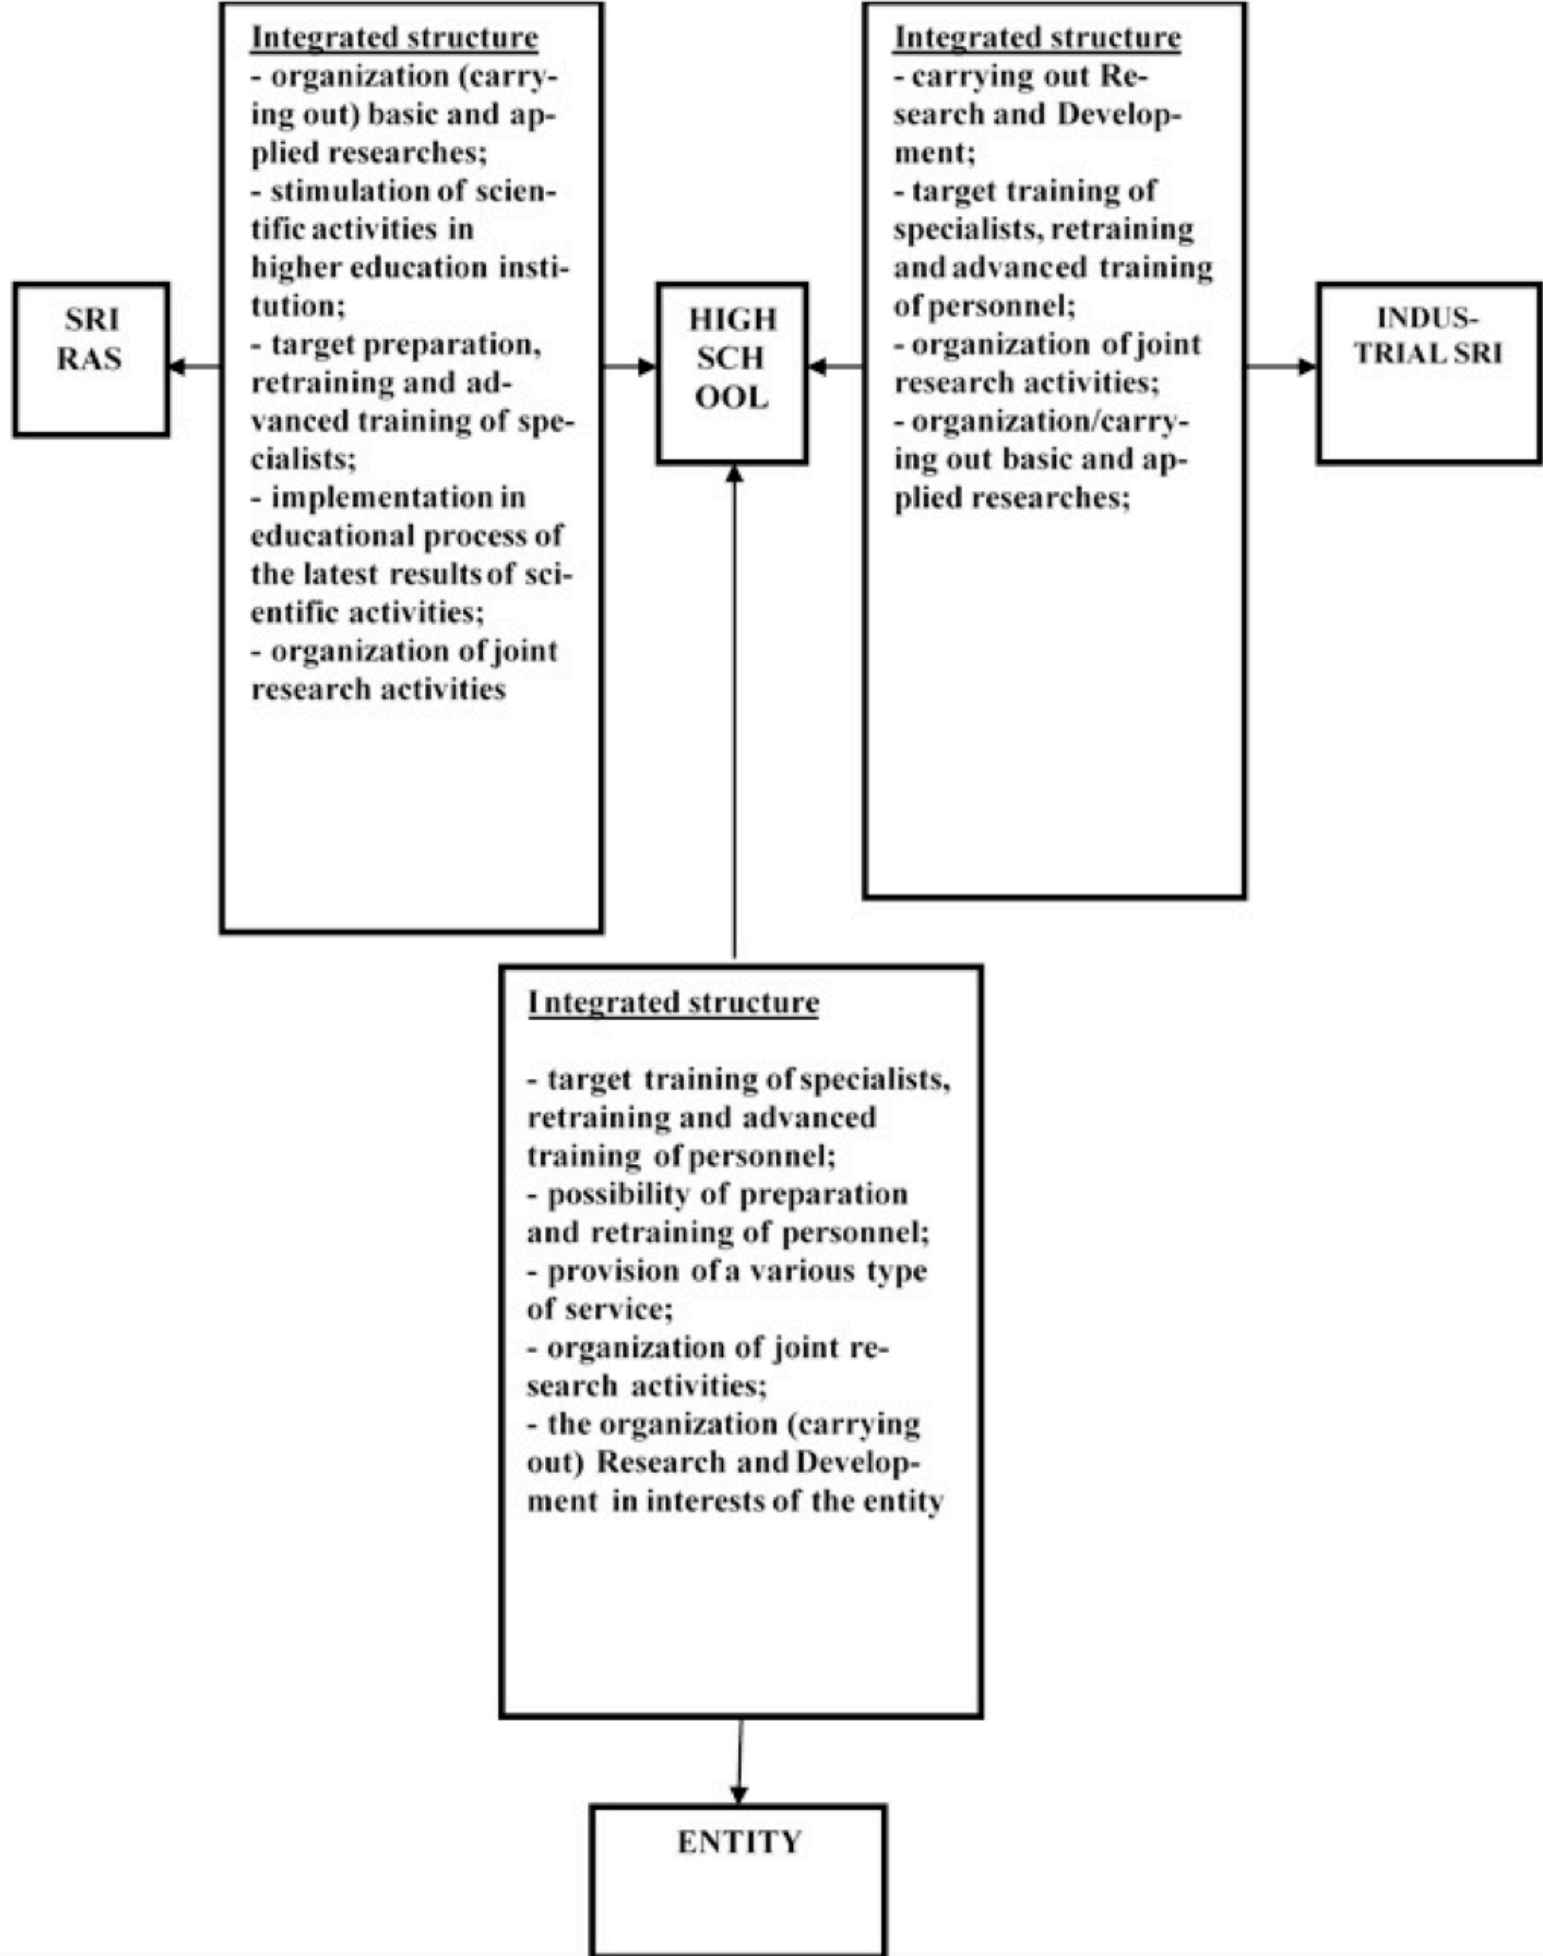 Integrated structure
- organization (carry-
ing out) basic and ap-
plied researches;
- stimulation of scien-
tific activities in
higher education insti-
tution;
- target preparation,
retraining and ad-
vanced training of spe-
cialists;
- implementation in
educational process of
the latest results of sci-
entific activities;
- organization of joint
research activities
Integrated structure
- carrying out Re-
search and Develop-
ment;
- target training of
specialists, retraining
and advanced training
of personnel;
- organization of joint
research activities;
- organization/carry-
ing out basic and ap-
plied researches;
SRI
RAS
HIGH
SCH
OOL
INDUS-
TRIAL SRI
Integrated structure
- target training of specialists,
retraining and advanced
training of personnel;
- possibility of preparation
and retraining of personnel;
- provision of a various type
of service;
- organization of joint re-
search activities;
- the organization (carrying
out) Research and Develop-
ment in interests of the entity
ENTITY